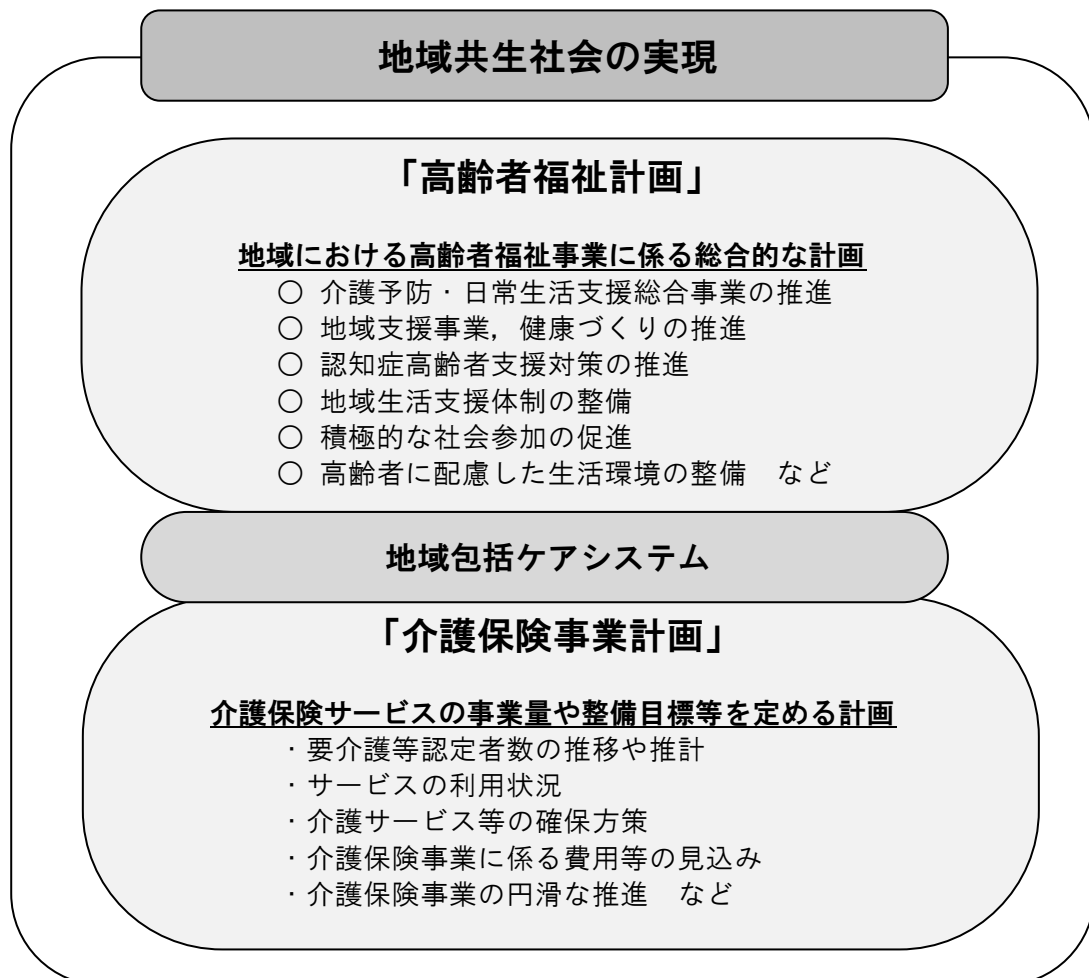 地域共生社会の実現
「高齢者福祉計画」
地域における高齢者福祉事業に係る総合的な計画
○ 介護予防・日常生活支援総合事業の推進
○ 地域支援事業，健康づくりの推進
○ 認知症高齢者支援対策の推進
○ 地域生活支援体制の整備
○ 積極的な社会参加の促進
○ 高齢者に配慮した生活環境の整備　など
地域包括ケアシステム
「介護保険事業計画」
介護保険サービスの事業量や整備目標等を定める計画
・要介護等認定者数の推移や推計
・サービスの利用状況
・介護サービス等の確保方策
・介護保険事業に係る費用等の見込み
・介護保険事業の円滑な推進　など